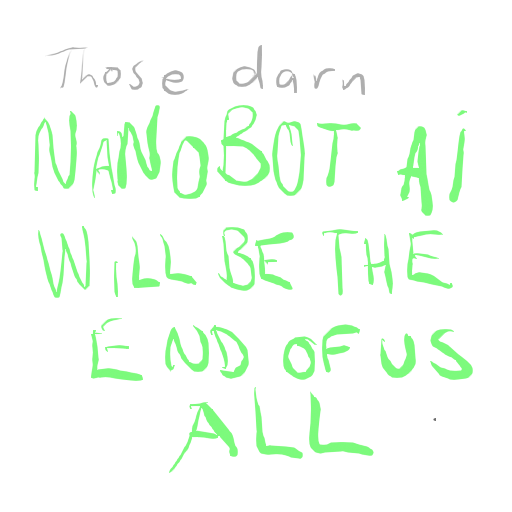 Those darn
NANOBOT Ai
WiLL BE THE
END OF US
ALL